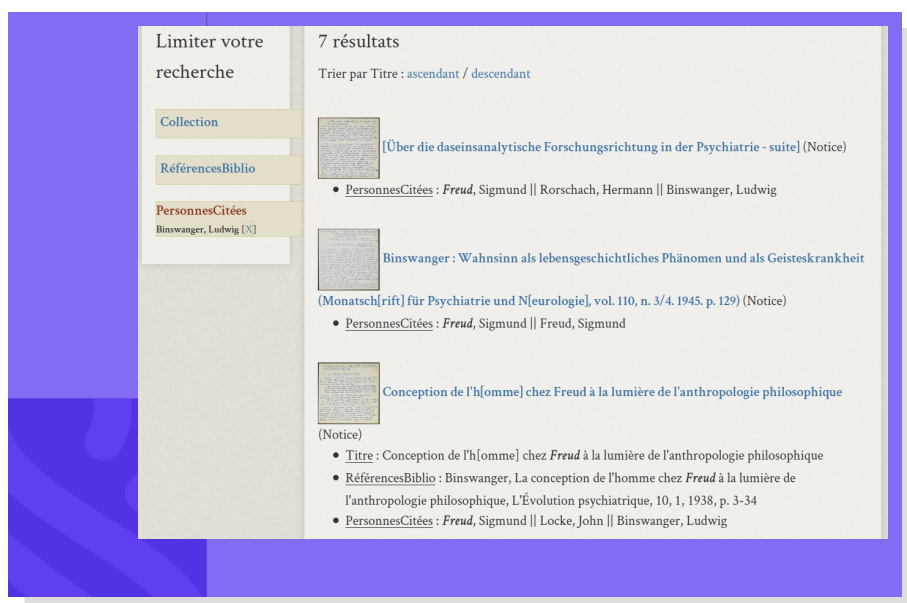 Limiter votre
recherche
Collection
RéférencesBiblio
PersonnesCitées
Binswanger, Ludwig [X]
7 résultats
Trier par Titre : ascendant / descendant
[Über die daseinsanalytische Forschungsrichtung in der Psychiatrie - suite] (Notice)
• PersonnesCitées : Freud, Sigmund || Rorschach, Hermann || Binswanger, Ludwig
Binswanger : Wahnsinn als lebensgeschichtliches Phänomen und als Geisteskrankheit
(Monatsch[rift] für Psychiatrie und N[eurologie], vol. 110, n. 3/4. 1945. p. 129) (Notice)
• PersonnesCitées : Freud, Sigmund || Freud, Sigmund
Conception de l'h[omme] chez Freud à la lumière de l'anthropologie philosophique
(Notice)
• Titre : Conception de l'h[omme] chez Freud à la lumière de l'anthropologie philosophique
• RéférencesBiblio : Binswanger, La conception de l'homme chez Freud à la lumière de
l'anthropologie philosophique, L'Évolution psychiatrique, 10, 1, 1938, p. 3-34
• PersonnesCitées : Freud, Sigmund || Locke, John || Binswanger, Ludwig